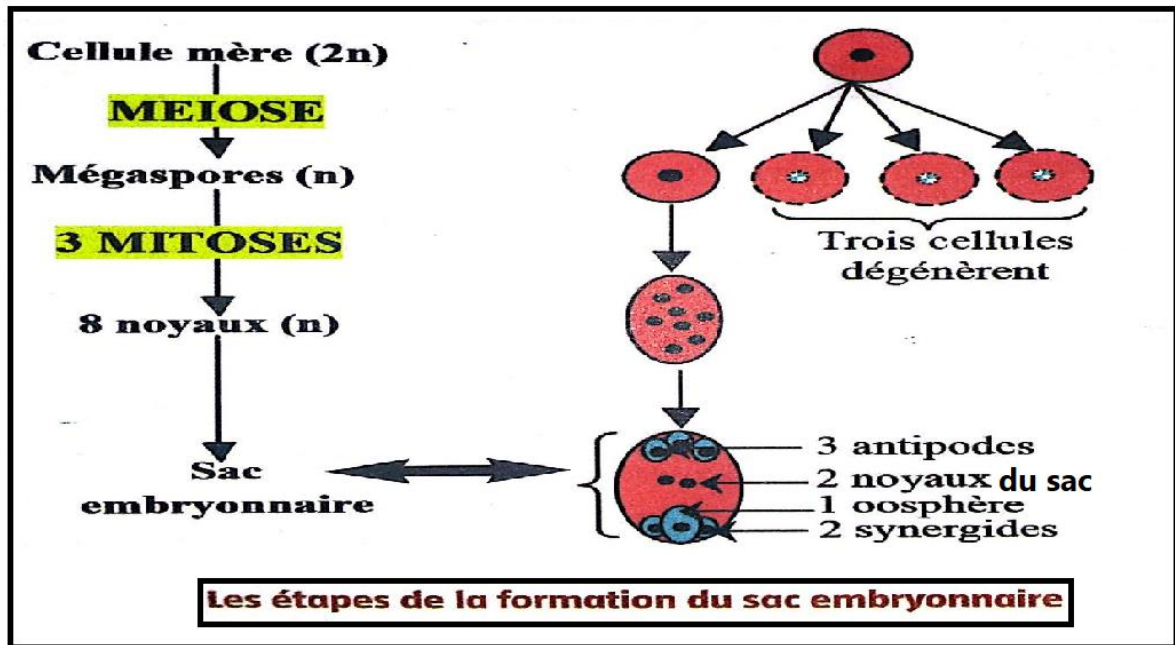 Cellule mère (2n)
MEIOSE
Mégaspores (n)
3 MITOSES
8 noyaux (n)
Sac
embryonnaire
Trois cellules
dégénèrent
3 antipodes
2 noyaux du sac
1 oosphère
2 synergides
Les étapes de la formation du sac embryonnaire